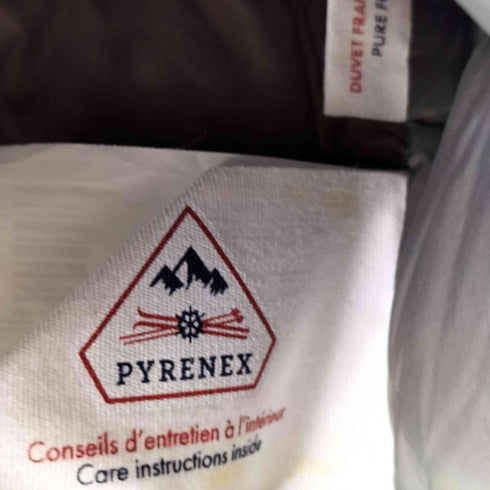 DUVET FRA
PURE F
PYRENEX
Conseils d'entretien à l'intérieur
Care instructions inside